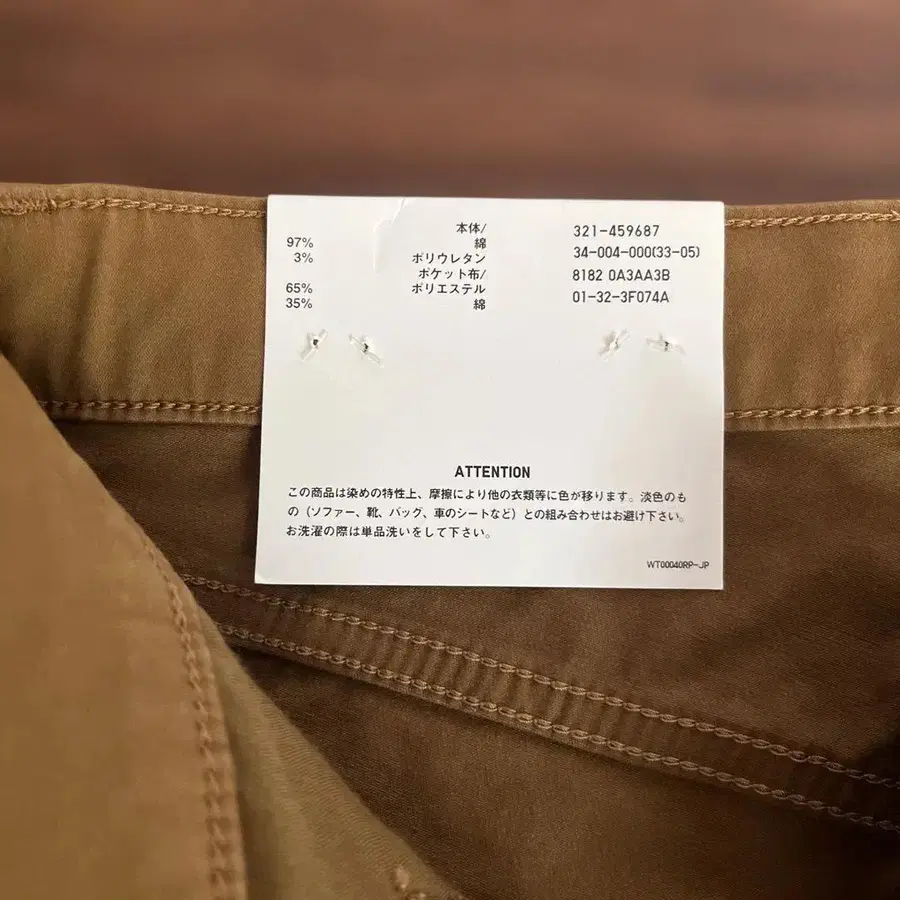 本体/
97% 綿
3% ポリウレタン
ポケット布/
65% ポリエステル
35% 綿
321-459687
34-004-000(33-05)
8182 0A3AA3B
01-32-3F074A
ATTENTION
この商品は染めの特性上、摩擦により他の衣類等に色が移ります。淡色のも
の（ソファー、靴、バッグ、車のシートなど）との組み合わせはお避け下さい。
お洗濯の際は単品洗いをして下さい。
WT00040RP-JP